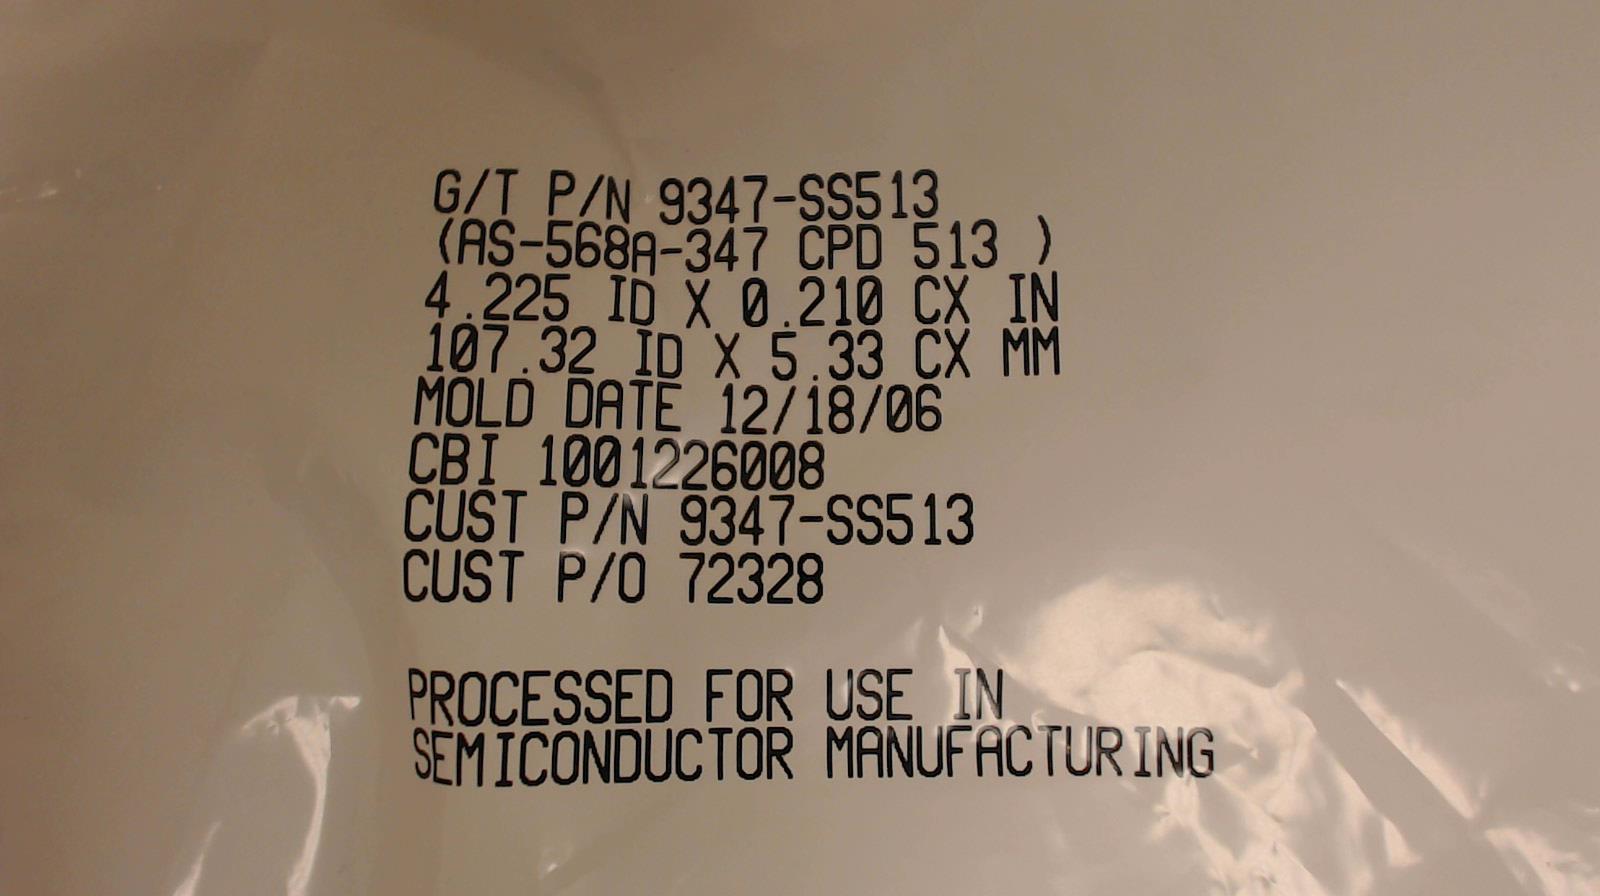 G/T P/N 9347-SS513
(AS-568A-347 CPD 513 )
4.225 ID X 0.210 CX IN
107.32 ID X 5.33 CX MM
MOLD DATE 12/18/06
CBI 1001226008
CUST P/N 9347-SS513
CUST P/O 72328
PROCESSED FOR USE IN
SEMICONDUCTOR MANUFACTURING